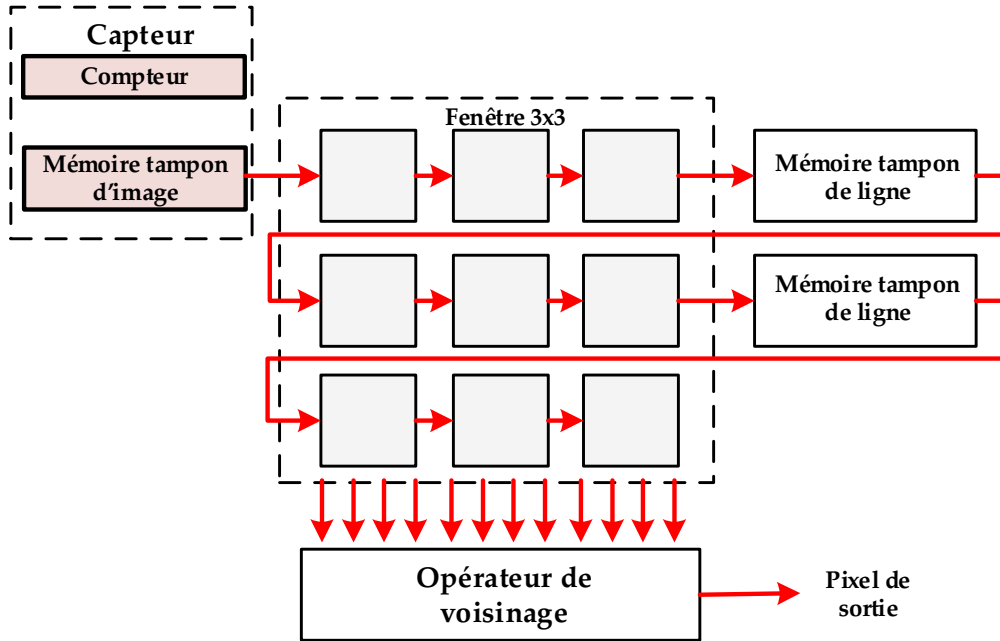 Capteur
Compteur
Mémoire tampon
d'image
Fenêtre 3x3
Mémoire tampon
de ligne
Mémoire tampon
de ligne
Opérateur de
voisinage
Pixel de
sortie